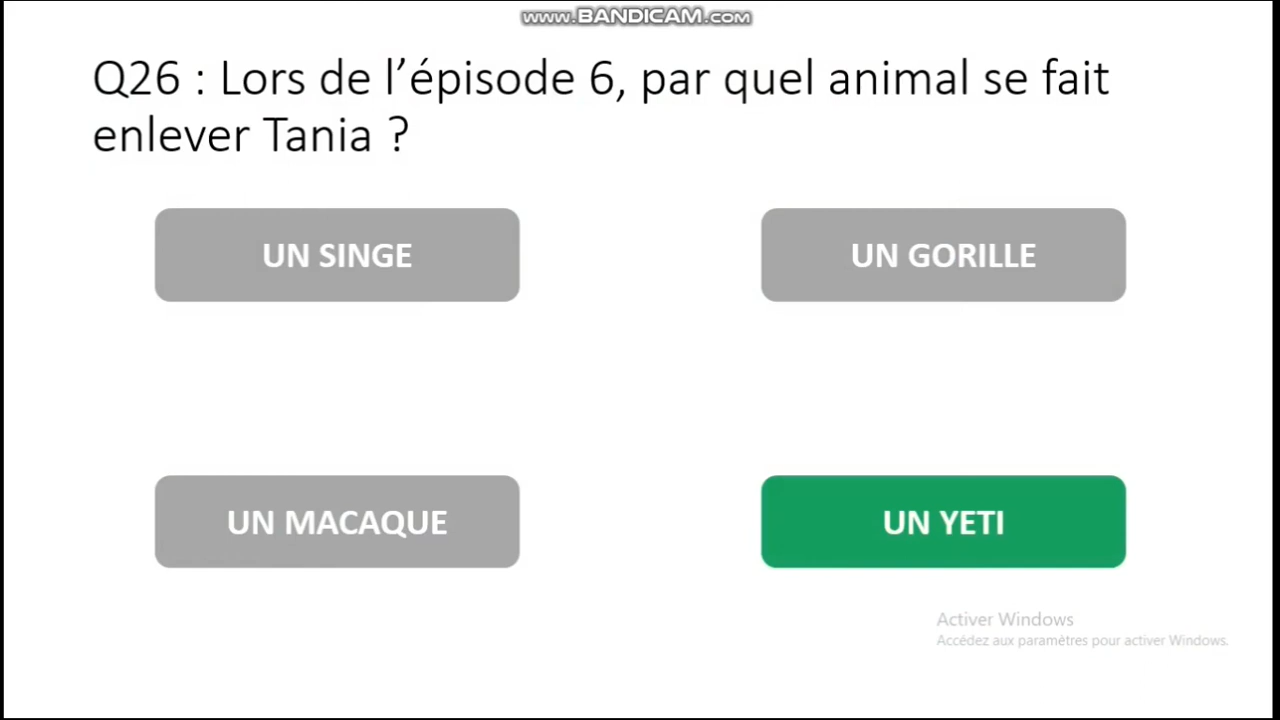 www.BANDICAM.com
Q26 : Lors de l’épisode 6, par quel animal se fait
enlever Tania ?
UN SINGE
UN GORILLE
UN MACAQUE
UN YETI
Activer Windows
Accédez aux paramètres pour activer Windows.